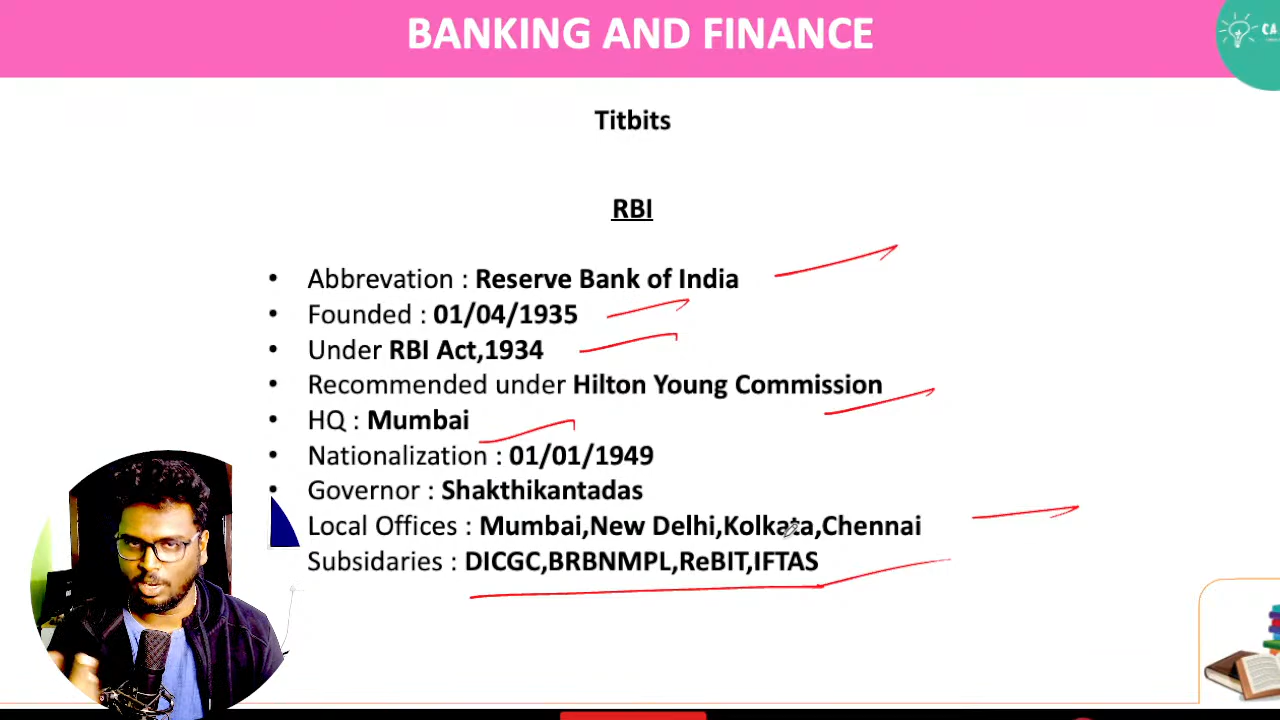 BANKING AND FINANCE
CA
Titbits
RBI
• Abbrevation : Reserve Bank of India
• Founded : 01/04/1935
• Under RBI Act,1934
• Recommended under Hilton Young Commission
• HQ : Mumbai
• Nationalization : 01/01/1949
• Governor : Shakthikantadas
Local Offices : Mumbai,New Delhi,Kolkata,Chennai
Subsidaries : DICGC,BRBNMPL,ReBIT,IFTAS